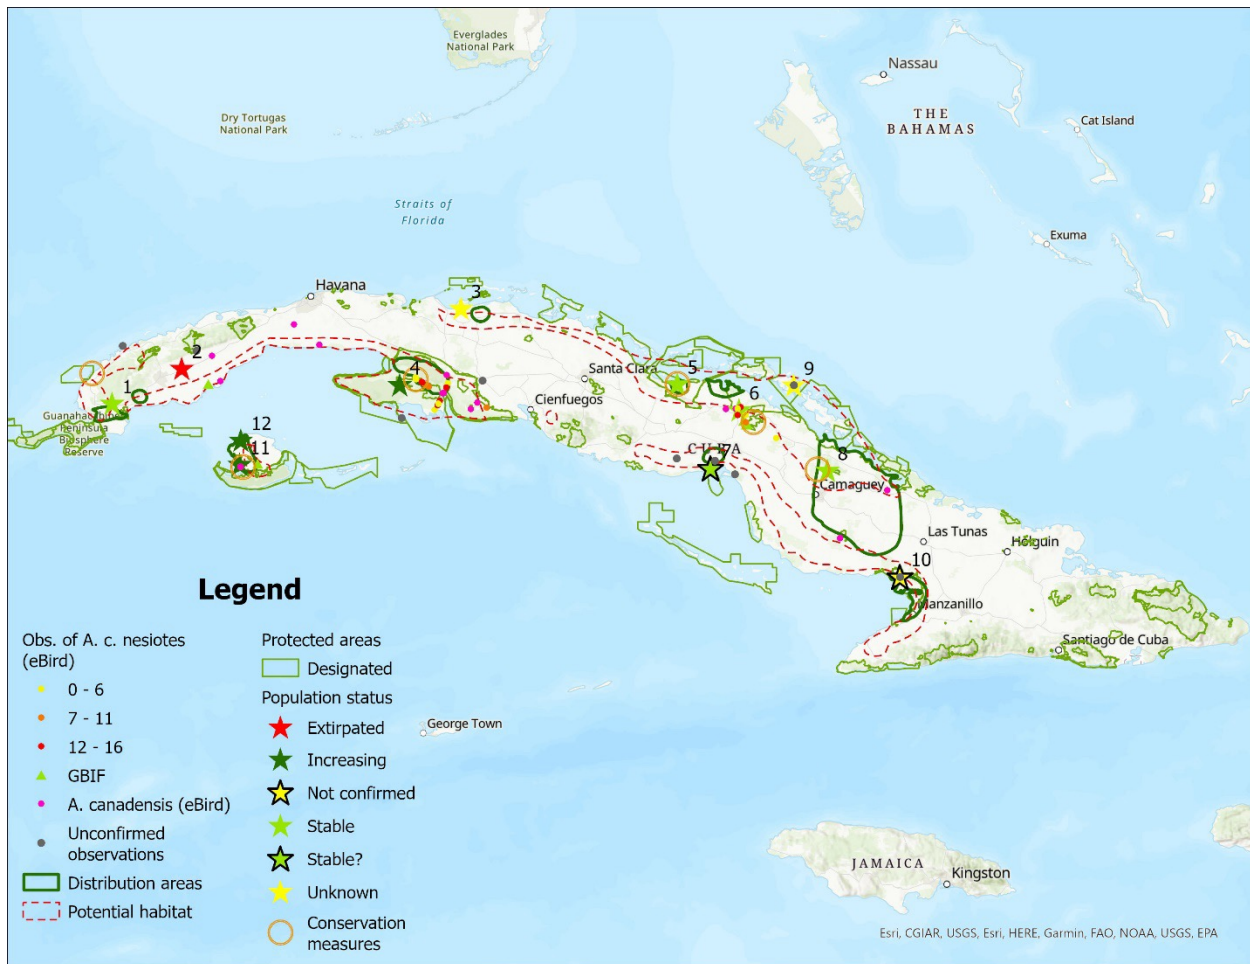 Everglades
National Park
Nassau
Dry Tortugas
National Park
THE
BAHAMAS
Cat Island
Straits of
Florida
Exuma
Havana
3
2
4
Santa Clara
5
9
1
Cienfuegos
6
Guanahacabibes
Peninsula
Biosphere
Reserve
12
11
CUBA
7
8
Camaguey
Las Tunas
Holguin
10
Manzanillo
Santiago de Cuba
George Town
JAMAICA
Kingston
Legend
Obs. of A. c. nesiotes
(eBird)
0 - 6
7 - 11
12 - 16
GBIF
A. canadensis (eBird)
Unconfirmed
observations
Distribution areas
Potential habitat
Protected areas
Designated
Population status
Extirpated
Increasing
Not confirmed
Stable
Stable?
Unknown
Conservation
measures
Esri, CGIAR, USGS, Esri, HERE, Garmin, FAO, NOAA, USGS, EPA